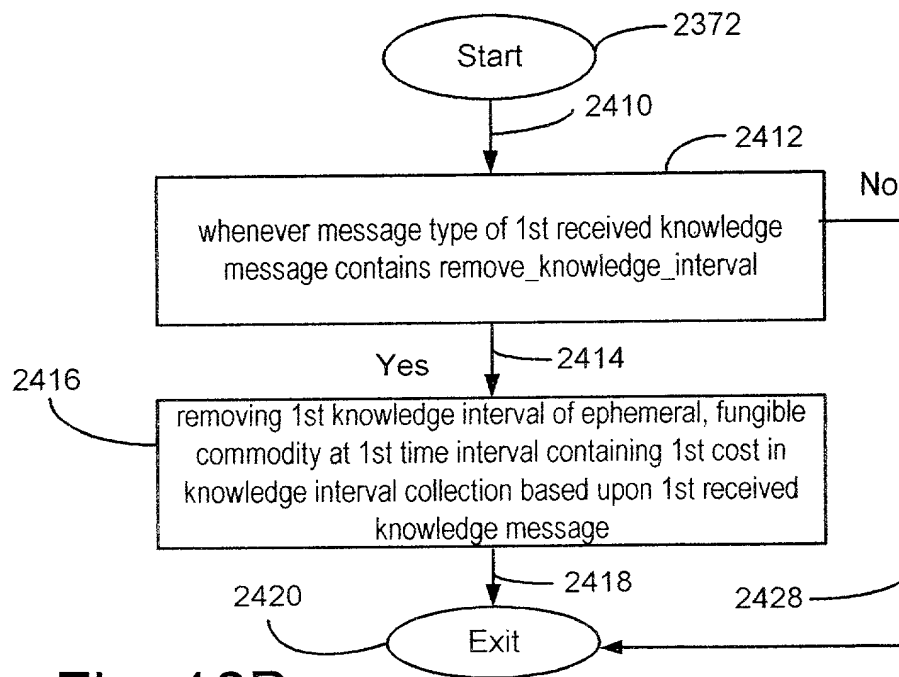 Start
2372
2410
2412
No
whenever message type of 1st received knowledge
message contains remove_knowledge_interval
Yes
2414
2416
removing 1st knowledge interval of ephemeral, fungible
commodity at 1st time interval containing 1st cost in
knowledge interval collection based upon 1st received
knowledge message
2418
2420
2428
Exit